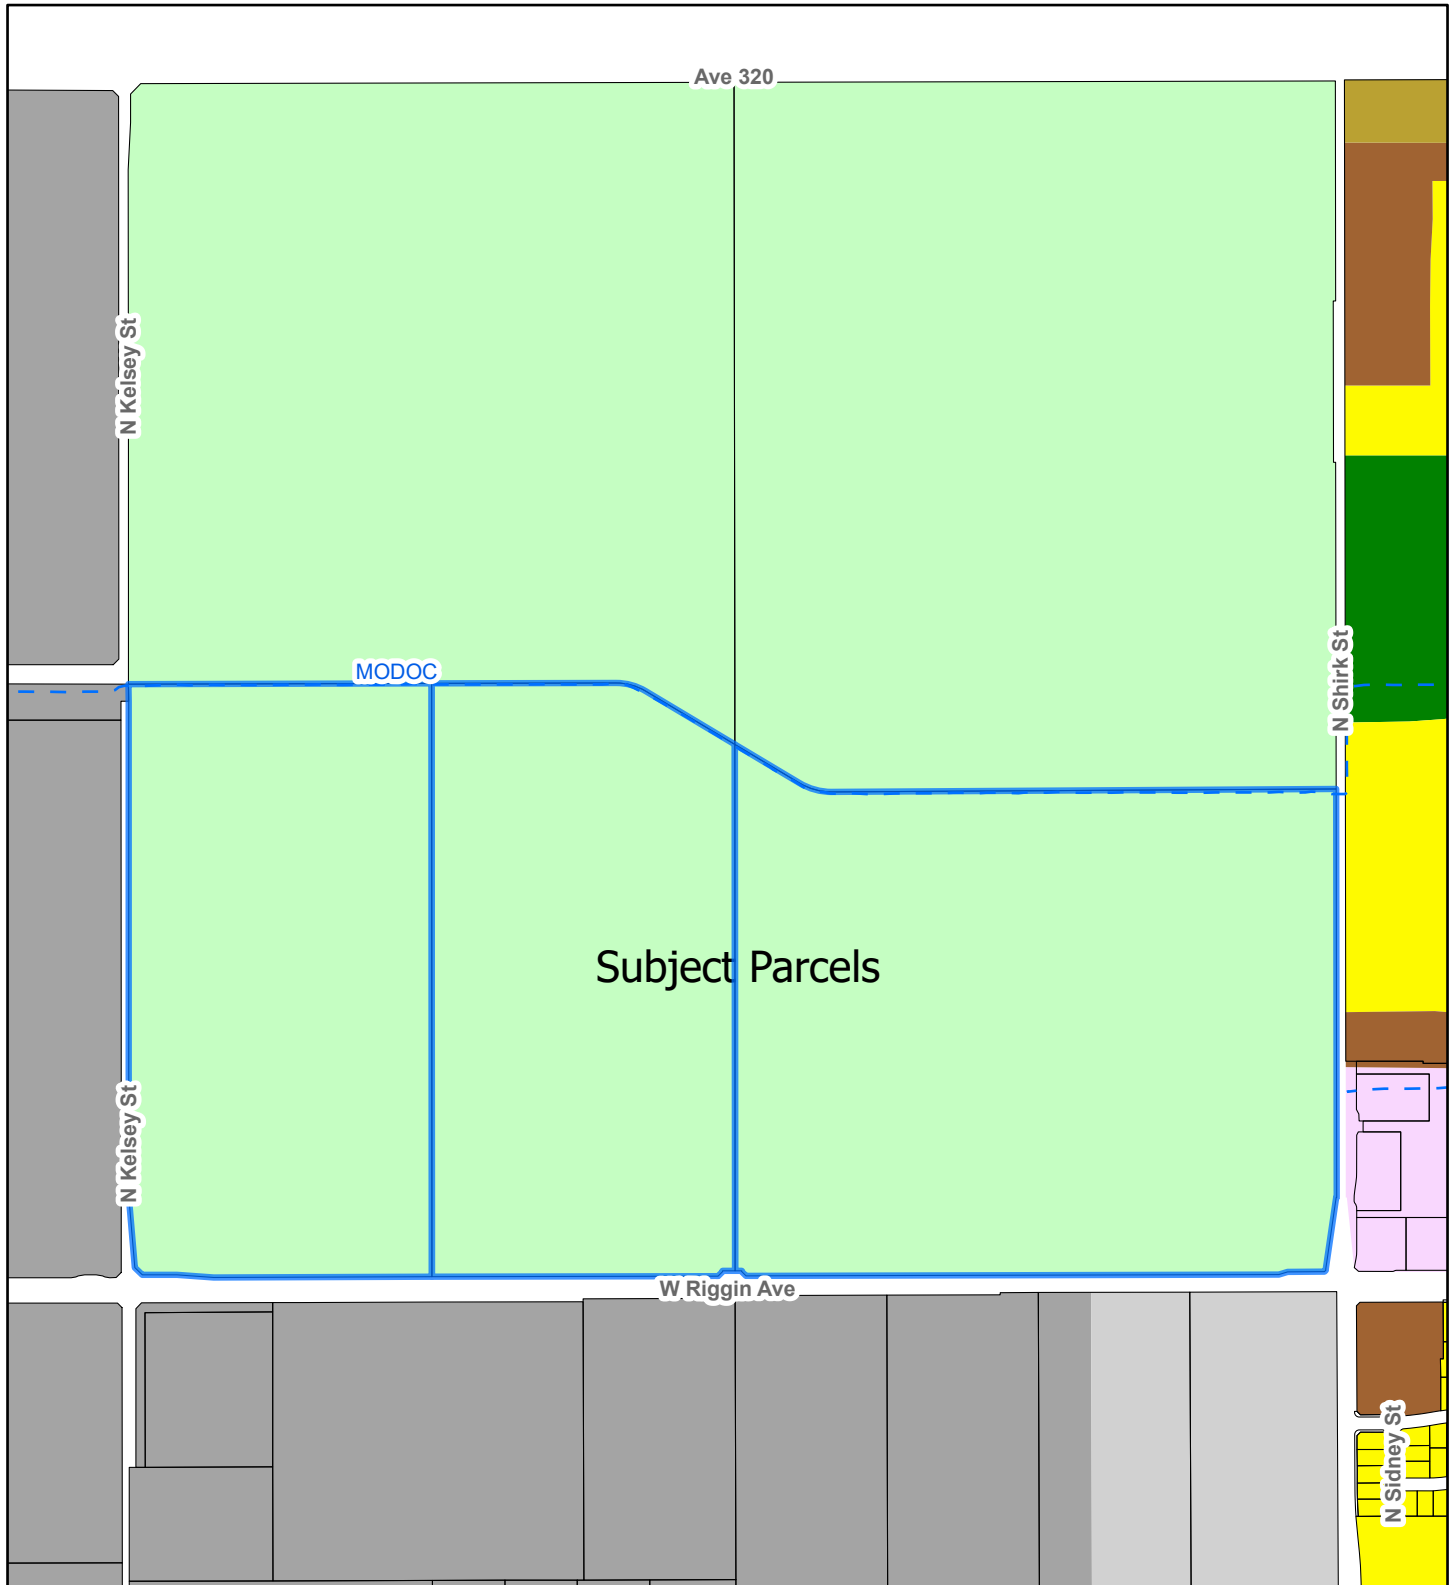 Ave 320
N Kelsey St
MODOC
N Shirk St
Subject Parcels
N Kelsey St
W Riggin Ave
N Sidney St